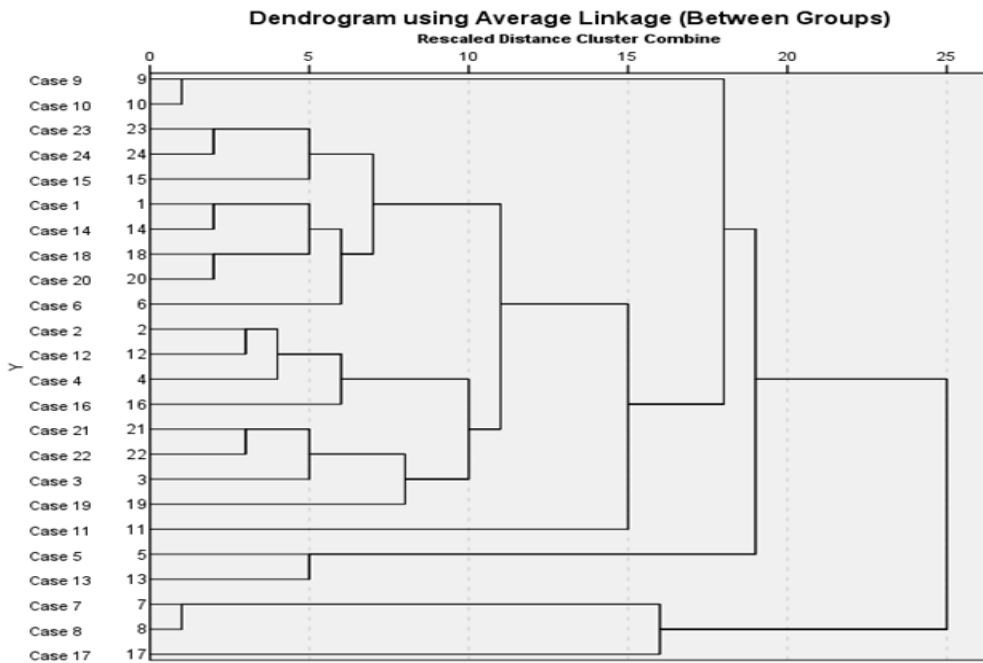 Dendrogram using Average Linkage (Between Groups)
Rescaled Distance Cluster Combine
0 5 10 15 20 25
Case 9 9
Case 10 10
Case 23 23
Case 24 24
Case 15 15
Case 1 1
Case 14 14
Case 18 18
Case 20 20
Case 6 6
Case 2 2
Case 12 12
Y
Case 4 4
Case 16 16
Case 21 21
Case 22 22
Case 3 3
Case 19 19
Case 11 11
Case 5 5
Case 13 13
Case 7 7
Case 8 8
Case 17 17